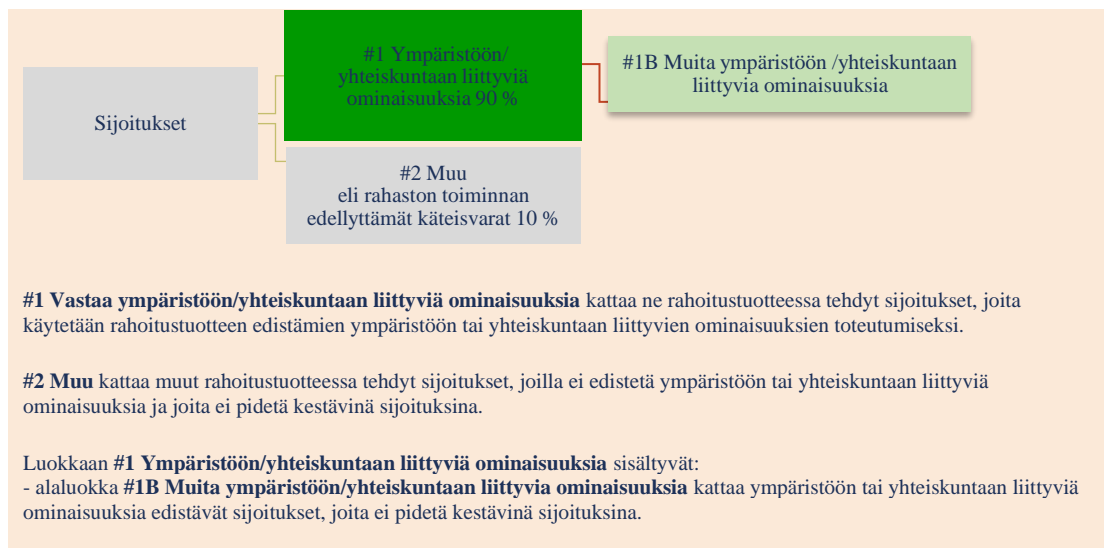 Sijoitukset
#1 Ympäristöön/
yhteiskuntaan liittyviä
ominaisuuksia 90 %
#1B Muita ympäristöön /yhteiskuntaan
liittyvia ominaisuuksia
#2 Muu
eli rahaston toiminnan
edellyttämät käteisvarat 10 %
#1 Vastaa ympäristöön/yhteiskuntaan liittyviä ominaisuuksia kattaa ne rahoitustuotteessa tehdyt sijoitukset, joita
käytetään rahoitustuotteen edistämien ympäristöön tai yhteiskuntaan liittyvien ominaisuuksien toteutumiseksi.
#2 Muu kattaa muut rahoitustuotteessa tehdyt sijoitukset, joilla ei edistetä ympäristöön tai yhteiskuntaan liittyviä
ominaisuuksia ja joita ei pidetä kestävinä sijoituksina.
Luokkaan #1 Ympäristöön/yhteiskuntaan liittyviä ominaisuuksia sisältyvät:
- alaluokka #1B Muita ympäristöön/yhteiskuntaan liittyvia ominaisuuksia kattaa ympäristöön tai yhteiskuntaan liittyviä
ominaisuuksia edistävät sijoitukset, joita ei pidetä kestävinä sijoituksina.